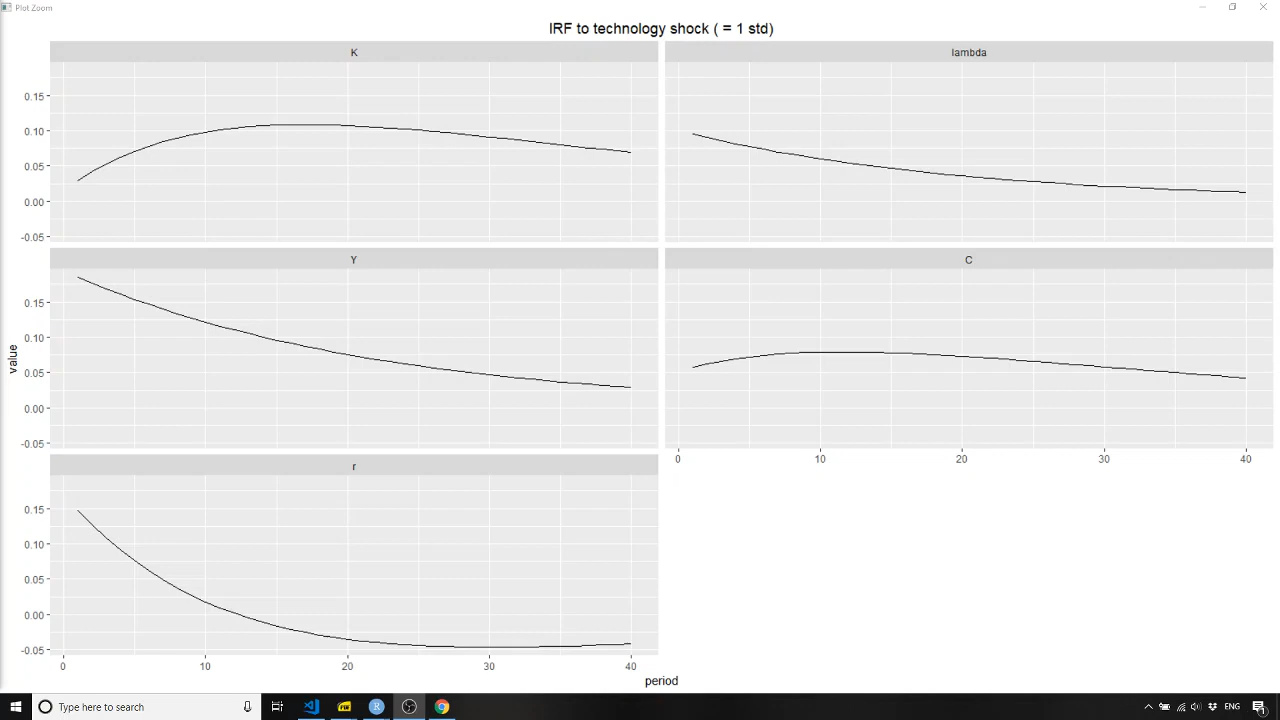 Plot Zoom
IRF to technology shock ( = 1 std)
K
lambda
0.15
0.10
0.05
0.00
-0.05
Y
C
0.15
0.10
0.05
0.00
-0.05
0 10 20 30 40
r
0.15
0.10
0.05
0.00
-0.05
0 10 20 30 40
value
period
Type here to search
ENG